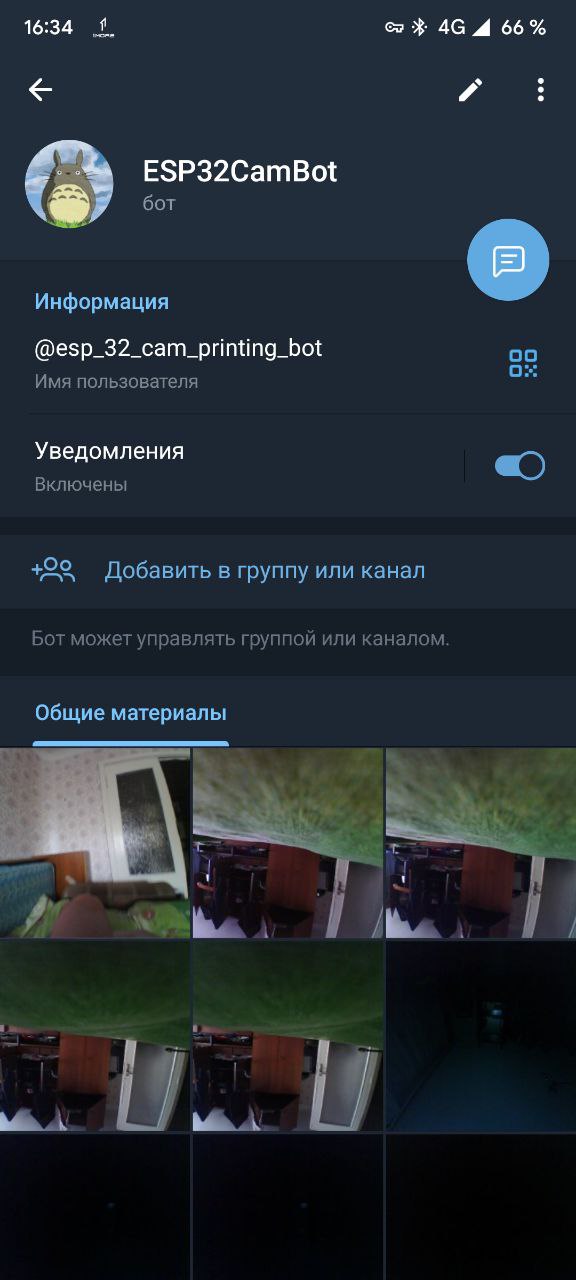 16:34
4G 66 %
ESP32CamBot
бот
Информация
@esp_32_cam_printing_bot
Имя пользователя
Уведомления
Включены
Добавить в группу или канал
Бот может управлять группой или каналом.
Общие материалы